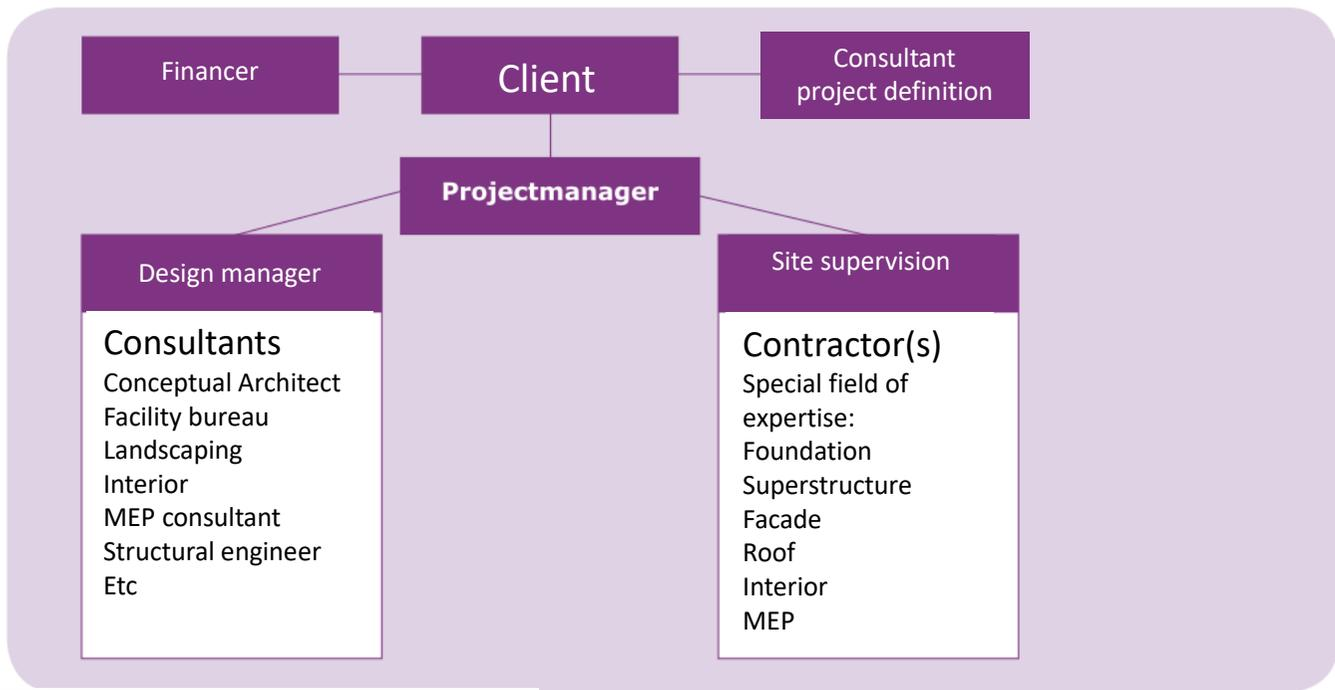 Financer
Client
Consultant
project definition
Projectmanager
Design manager
Consultants
Conceptual Architect
Facility bureau
Landscaping
Interior
MEP consultant
Structural engineer
Etc
Site supervision
Contractor(s)
Special field of
expertise:
Foundation
Superstructure
Facade
Roof
Interior
MEP